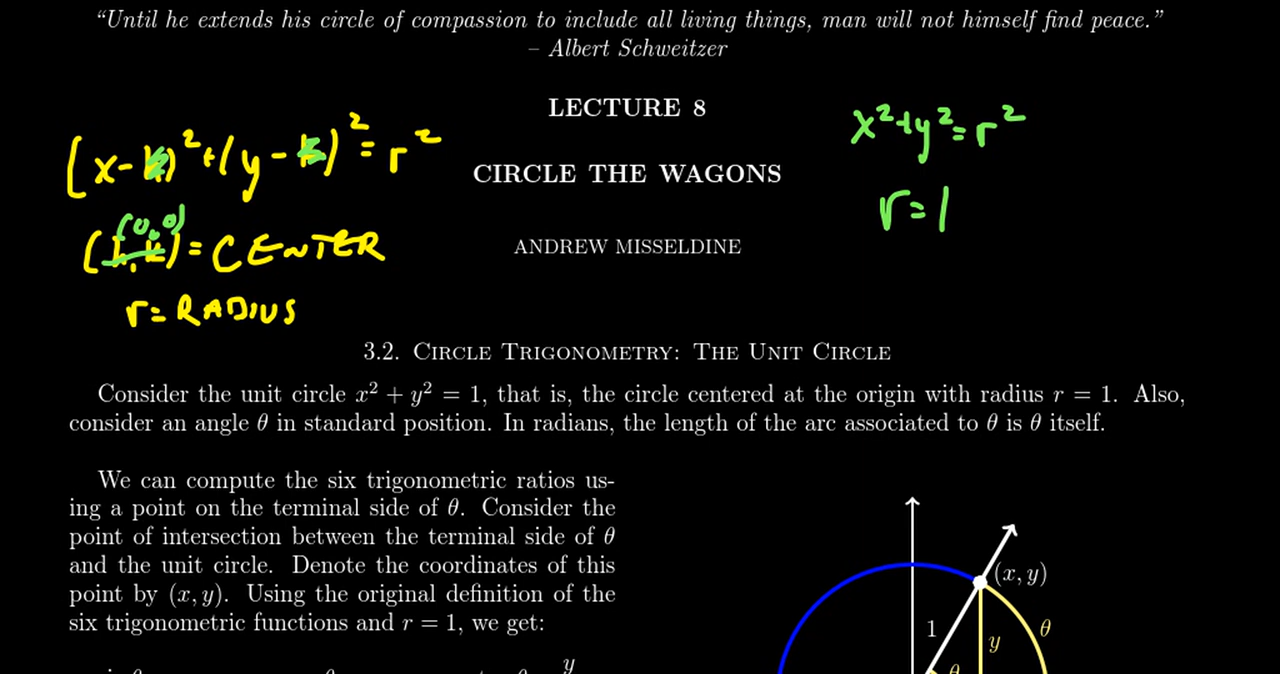 “Until he extends his circle of compassion to include all living things, man will not himself find peace.”
– Albert Schweitzer
LECTURE 8
CIRCLE THE WAGONS
ANDREW MISSELDINE
(x-h)²+(y-k)²=r²
(0,0)
(h,k)=CENTER
r=RADIUS
x²+y²=r²
r=1
3.2. CIRCLE TRIGONOMETRY: THE UNIT CIRCLE
Consider the unit circle x² + y² = 1, that is, the circle centered at the origin with radius r = 1. Also,
consider an angle θ in standard position. In radians, the length of the arc associated to θ is θ itself.
We can compute the six trigonometric ratios us-
ing a point on the terminal side of θ. Consider the
point of intersection between the terminal side of θ
and the unit circle. Denote the coordinates of this
point by (x, y). Using the original definition of the
six trigonometric functions and r = 1, we get:
y
(x, y)
1
y
θ
θ